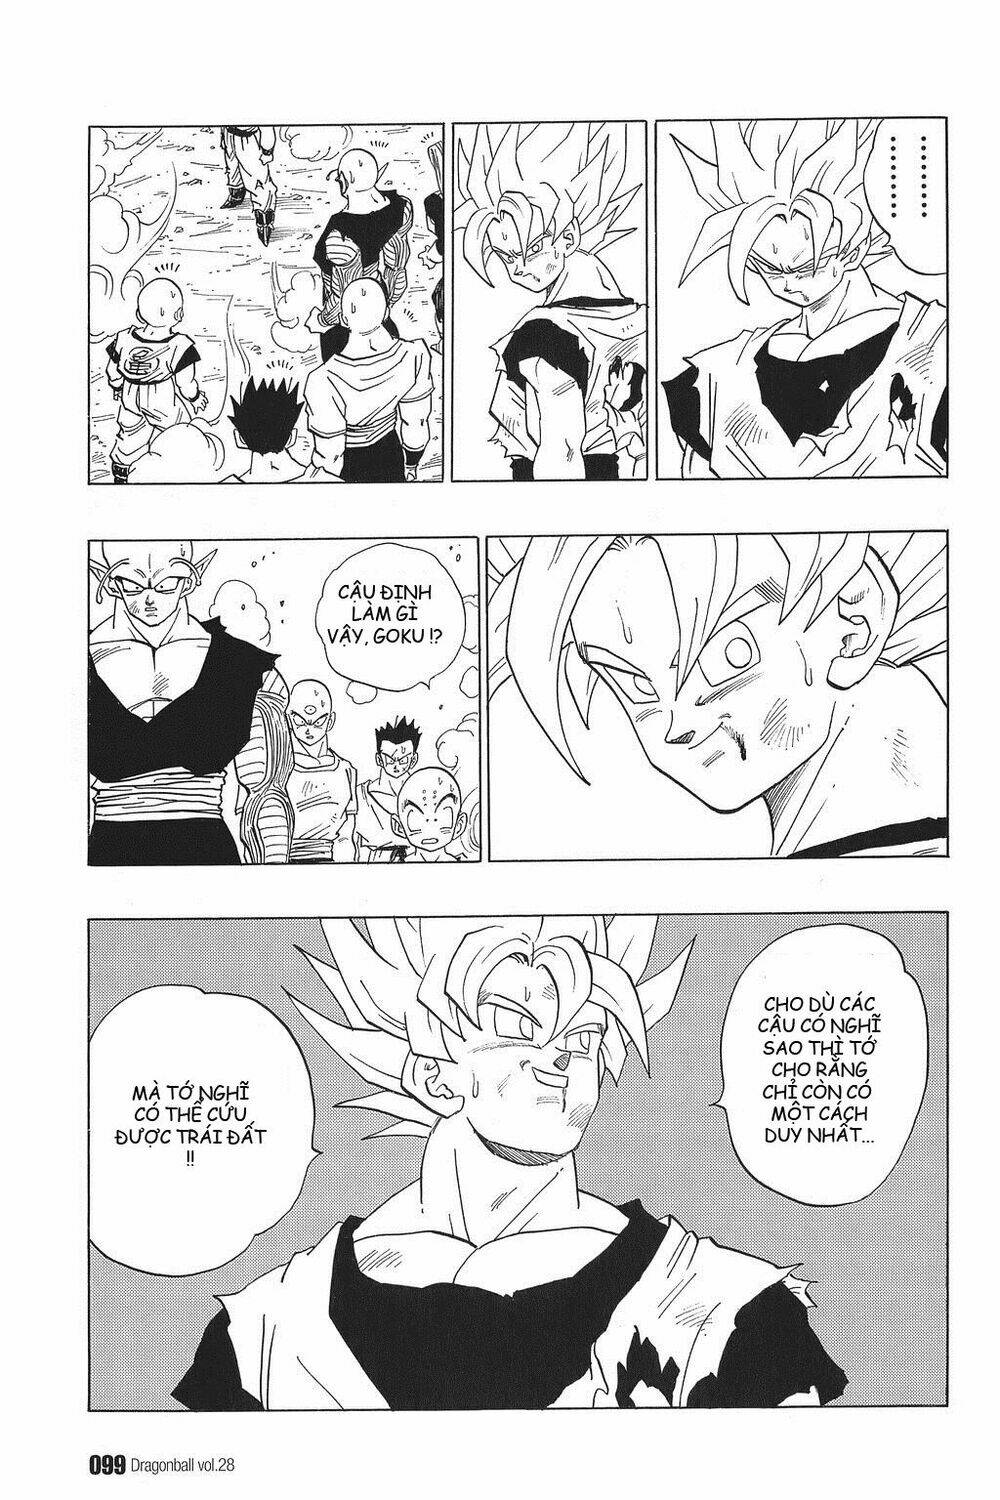 .......
.......
CẬU ĐỊNH
LÀM GÌ
VẬY, GOKU !?
CHO DÙ CÁC
CẬU CÓ NGHĨ
SAO THÌ TỚ
CHO RẰNG
CHỈ CÒN CÓ
MỘT CÁCH
DUY NHẤT...
MÀ TỚ NGHĨ
CÓ THỂ CỨU
ĐƯỢC TRÁI ĐẤT
!!
099 Dragonball vol.28